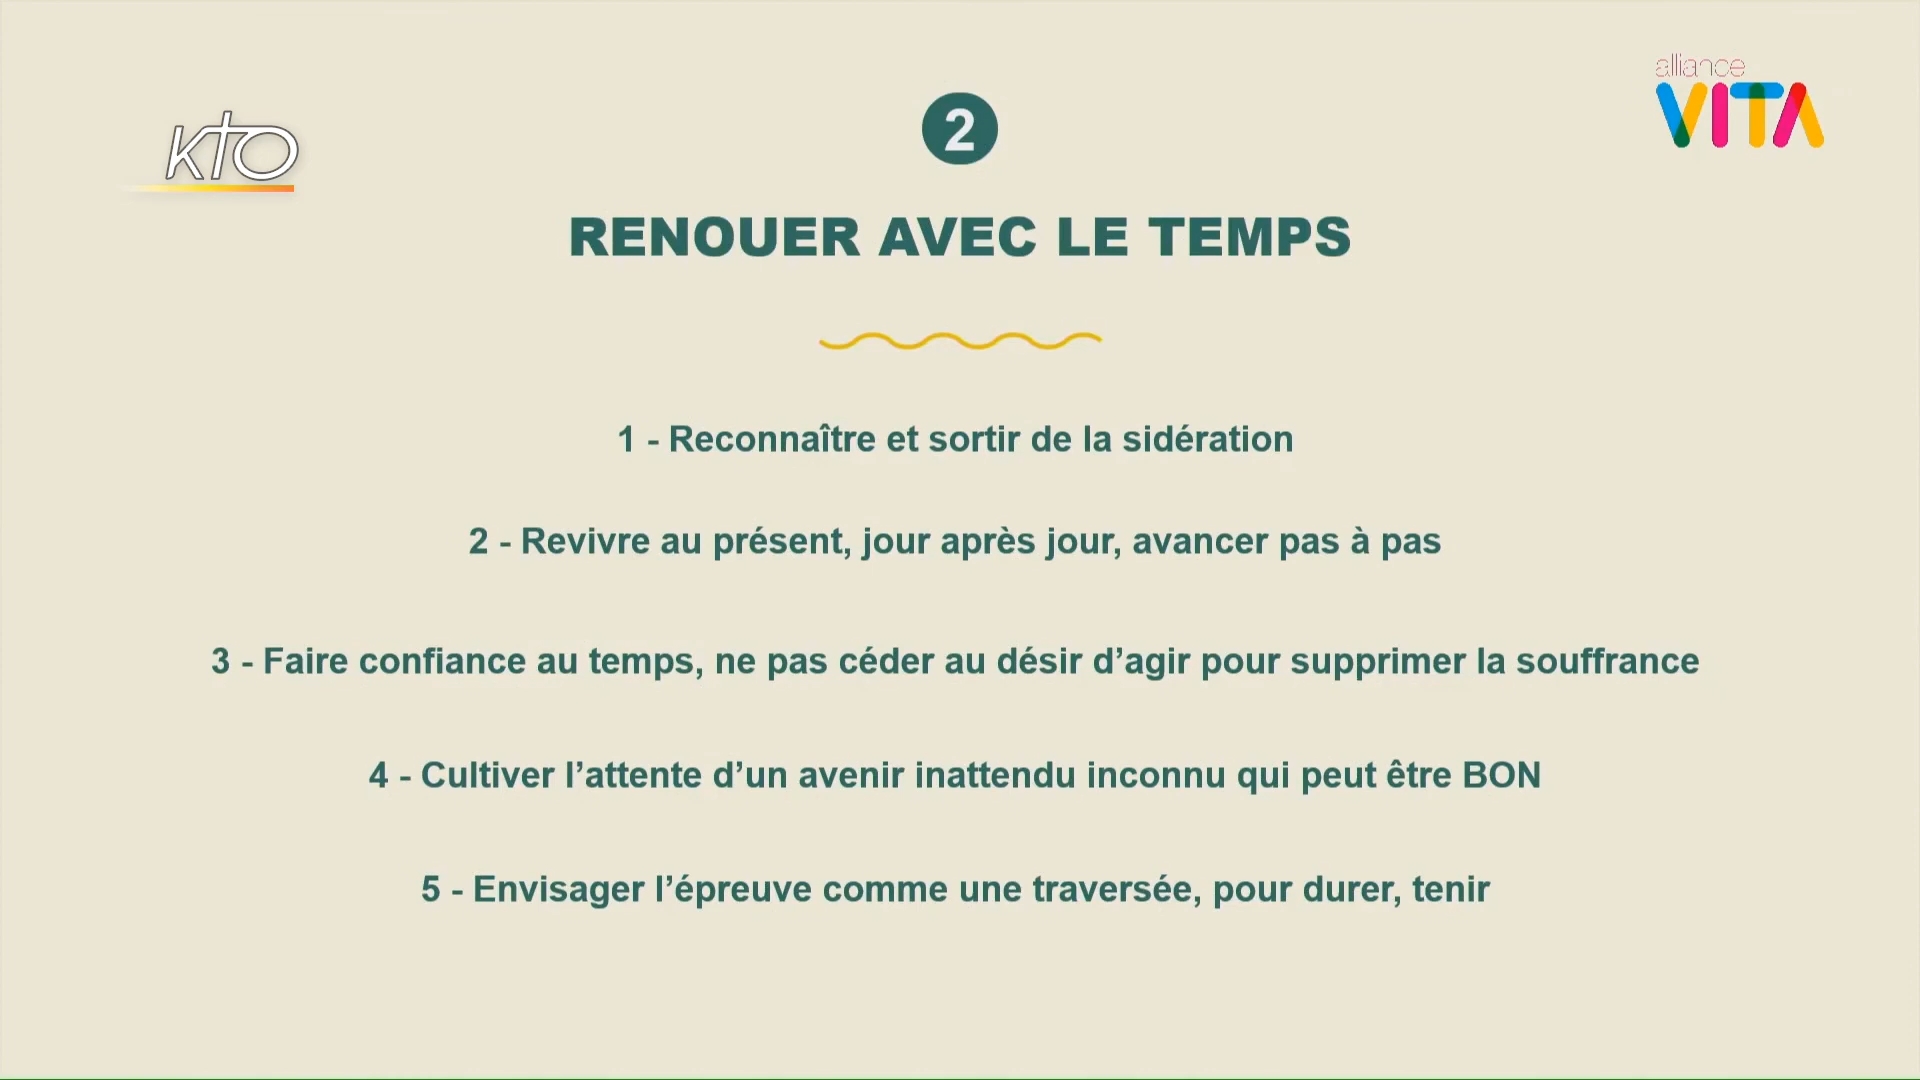 alliance
VITA
KTO
2
RENOUER AVEC LE TEMPS
1 - Reconnaître et sortir de la sidération
2 - Revivre au présent, jour après jour, avancer pas à pas
3 - Faire confiance au temps, ne pas céder au désir d’agir pour supprimer la souffrance
4 - Cultiver l’attente d’un avenir inattendu inconnu qui peut être BON
5 - Envisager l’épreuve comme une traversée, pour durer, tenir